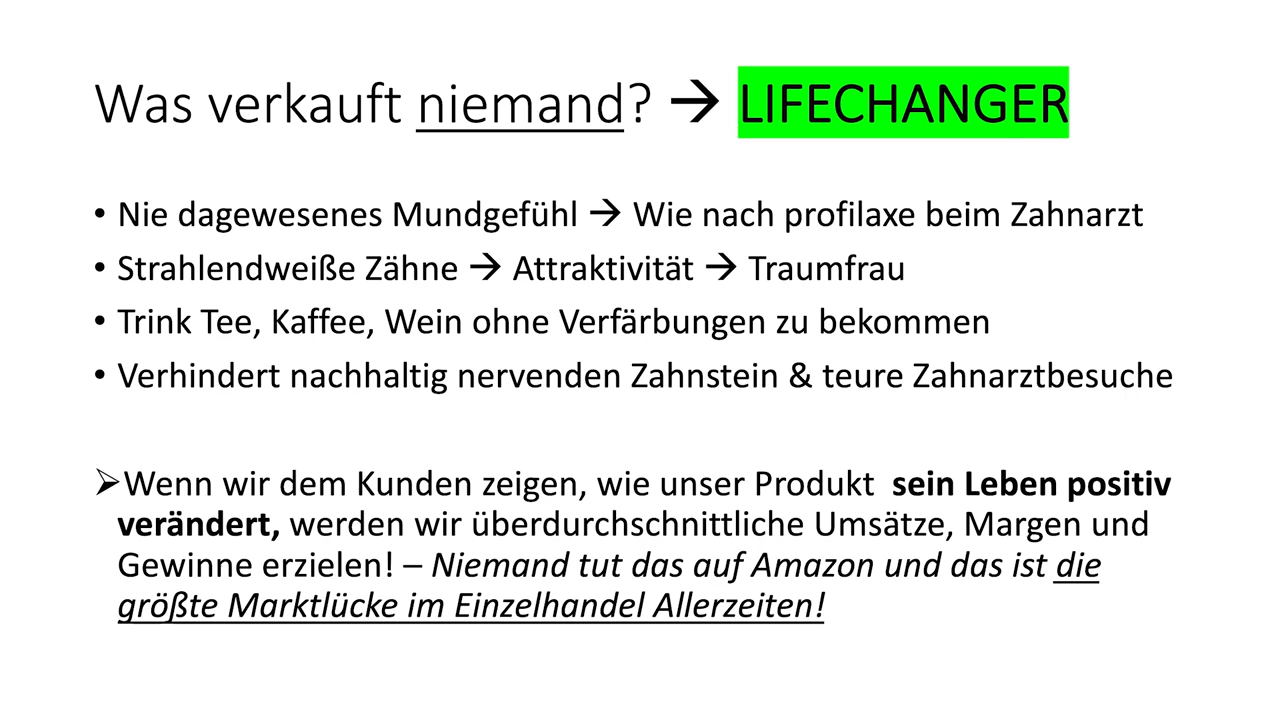 Was verkauft niemand? → LIFECHANGER
• Nie dagewesenes Mundgefühl → Wie nach profilaxe beim Zahnarzt
• Strahlendweiße Zähne → Attraktivität → Traumfrau
• Trink Tee, Kaffee, Wein ohne Verfärbungen zu bekommen
• Verhindert nachhaltig nervenden Zahnstein & teure Zahnarztbesuche
➢Wenn wir dem Kunden zeigen, wie unser Produkt  sein Leben positiv
verändert, werden wir überdurchschnittliche Umsätze, Margen und
Gewinne erzielen! – Niemand tut das auf Amazon und das ist die
größte Marktlücke im Einzelhandel Allerzeiten!